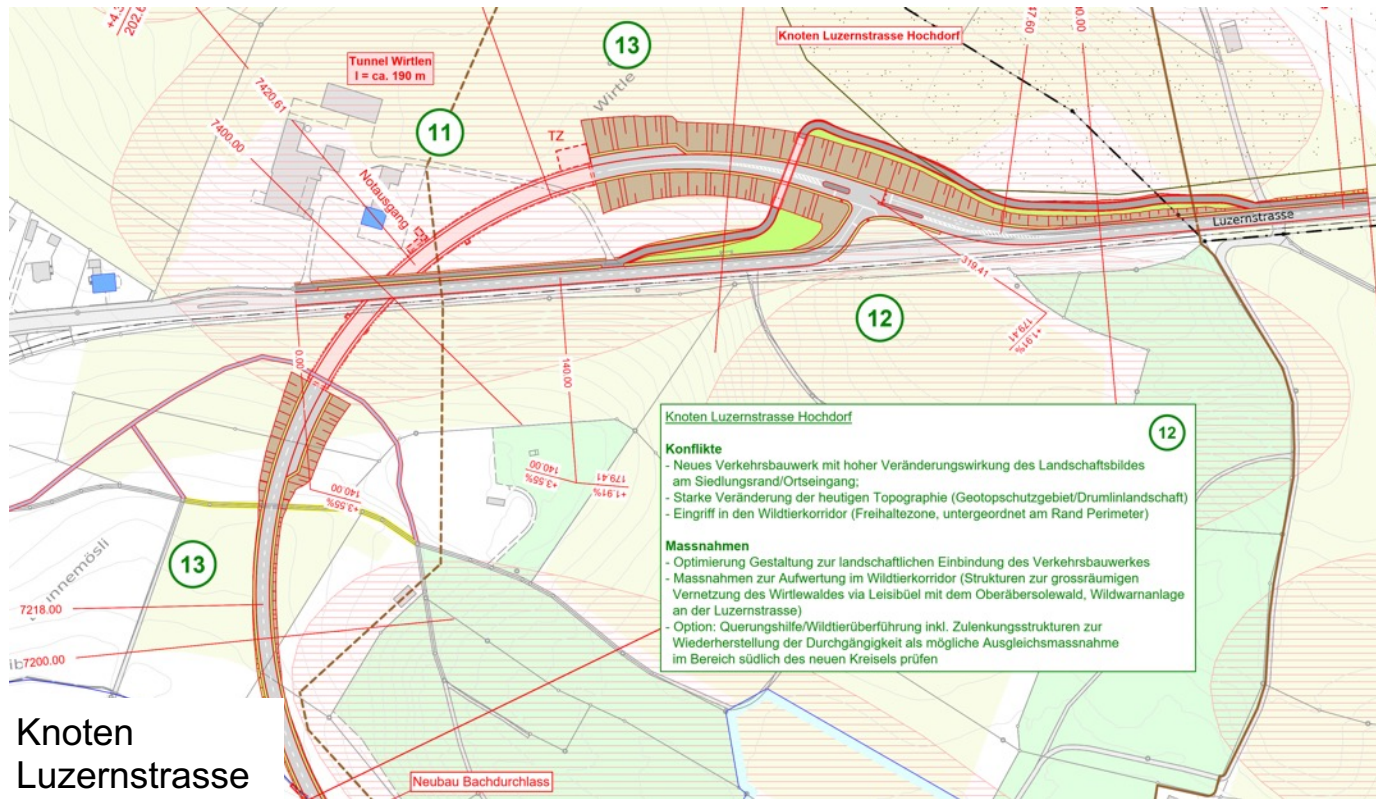 202.6
47.60
Knoten Luzernstrasse Hochdorf
13
Tunnel Wirtlen
l = ca. 190 m
Wirtle
7420.61
11
TZ
7400.00
Notausgang
Luzernstrasse
319.41
12
179.41
+1.91%
0.00
140.00
140.00
+3.55%
179.41
+1.91%
140.00
+3.55%
13
7218.00
7200.00
Knoten Luzernstrasse Hochdorf
12
Konflikte
- Neues Verkehrsbauwerk mit hoher Veränderungswirkung des Landschaftsbildes
am Siedlungsrand/Ortseingang;
- Starke Veränderung der heutigen Topographie (Geotopschutzgebiet/Drumlinlandschaft)
- Eingriff in den Wildtierkorridor (Freihaltezone, untergeordnet am Rand Perimeter)
Massnahmen
- Optimierung Gestaltung zur landschaftlichen Einbindung des Verkehrsbauwerkes
- Massnahmen zur Aufwertung im Wildtierkorridor (Strukturen zur grossräumigen
Vernetzung des Wirtlewaldes via Leisibüel mit dem Oberäbersolewald, Wildwarnanlage
an der Luzernstrasse)
- Option: Querungshilfe/Wildtierüberführung inkl. Zulenkungsstrukturen zur
Wiederherstellung der Durchgängigkeit als mögliche Ausgleichsmassnahme
im Bereich südlich des neuen Kreisels prüfen
Knoten
Luzernstrasse
Neubau Bachdurchlass